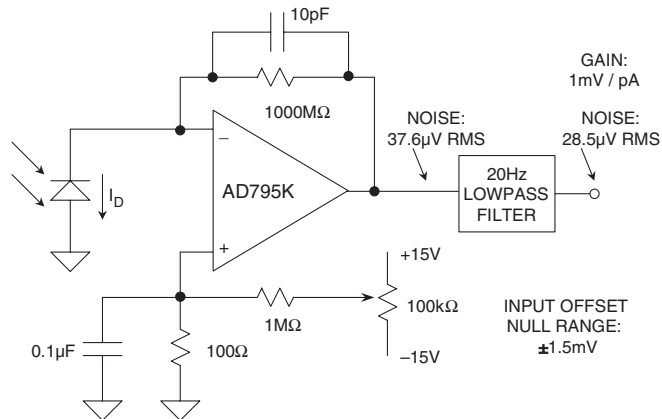 10pF
1000MΩ
GAIN:
1mV / pA
NOISE:
37.6µV RMS
NOISE:
28.5µV RMS
–
AD795K
+
I_D
20Hz
LOWPASS
FILTER
+15V
1MΩ
100kΩ
–15V
0.1µF
100Ω
INPUT OFFSET
NULL RANGE:
±1.5mV